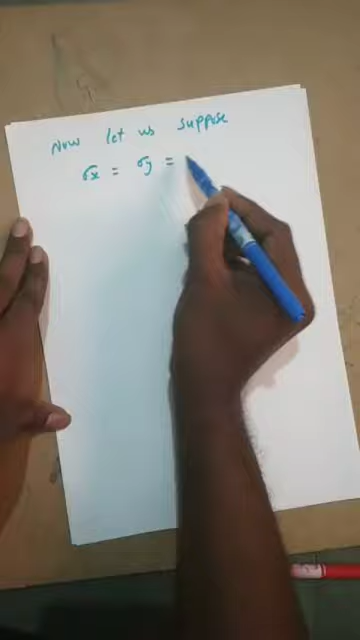 Now let us suppose
σx = σy =